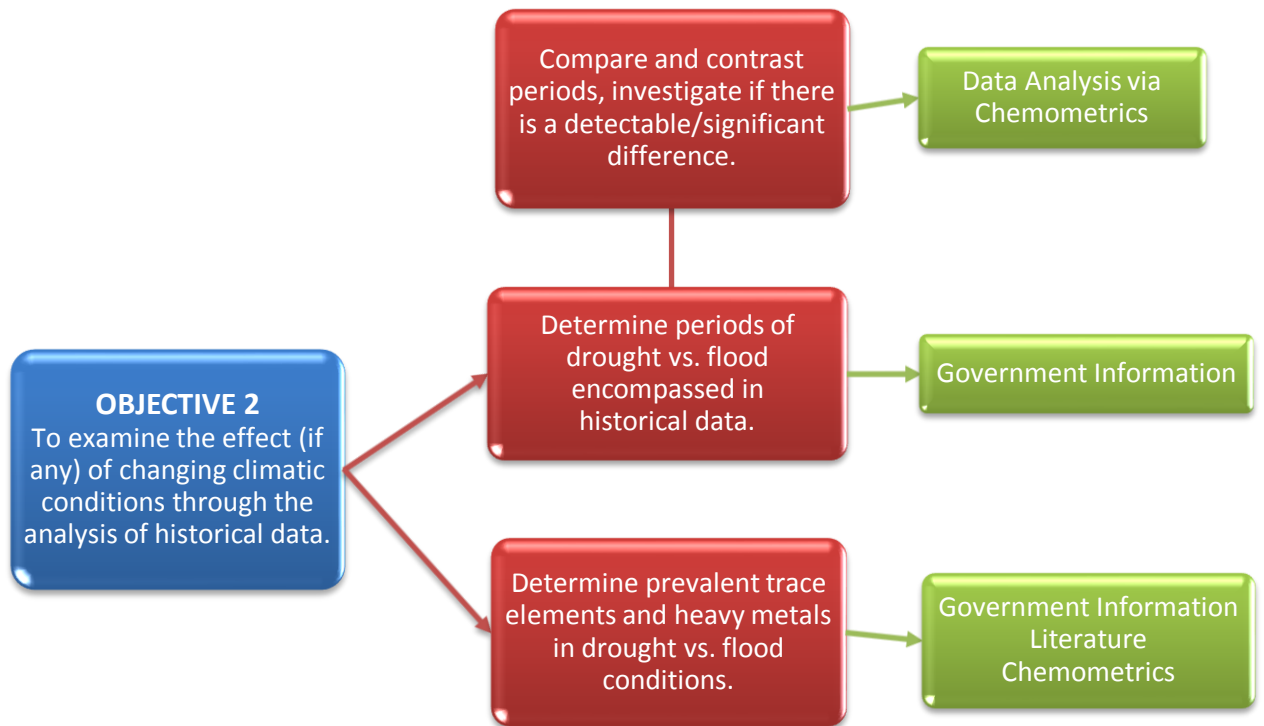 Compare and contrast
periods, investigate if there
is a detectable/significant
difference.
Data Analysis via
Chemometrics
Determine periods of
drought vs. flood
encompassed in
historical data.
Government Information
OBJECTIVE 2
To examine the effect (if
any) of changing climatic
conditions through the
analysis of historical data.
Determine prevalent trace
elements and heavy metals
in drought vs. flood
conditions.
Government Information
Literature
Chemometrics